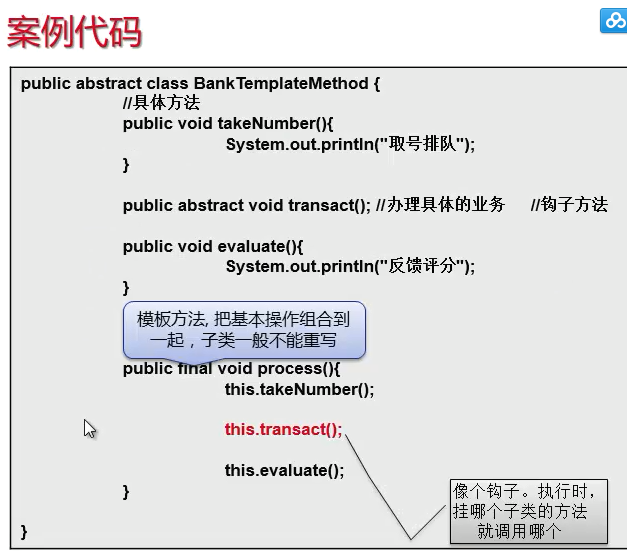 案例代码
public abstract class BankTemplateMethod {
//具体方法
public void takeNumber(){
System.out.println("取号排队");
}
public abstract void transact(); //办理具体的业务 //钩子方法
public void evaluate(){
System.out.println("反馈评分");
}
模板方法, 把基本操作组合到
一起，子类一般不能重写
public final void process(){
this.takeNumber();
this.transact();
this.evaluate();
}
像个钩子。执行时，
挂哪个子类的方法
就调用哪个
}